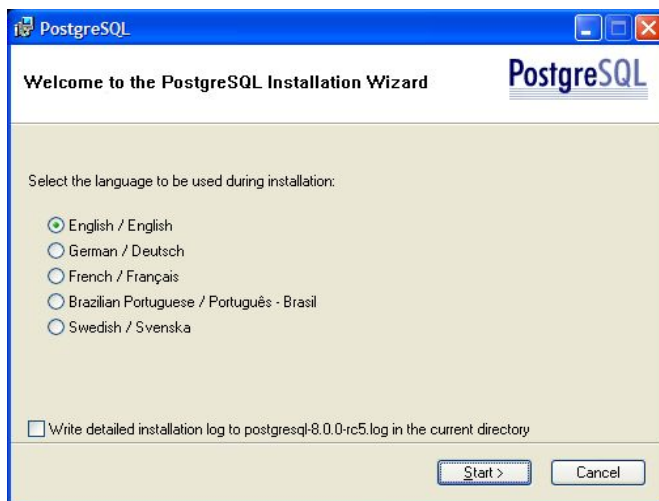 PostgreSQL
Welcome to the PostgreSQL Installation Wizard
PostgreSQL
Select the language to be used during installation:
English / English
German / Deutsch
French / Français
Brazilian Portuguese / Português - Brasil
Swedish / Svenska
Write detailed installation log to postgresql-8.0.0-rc5.log in the current directory
Start >
Cancel